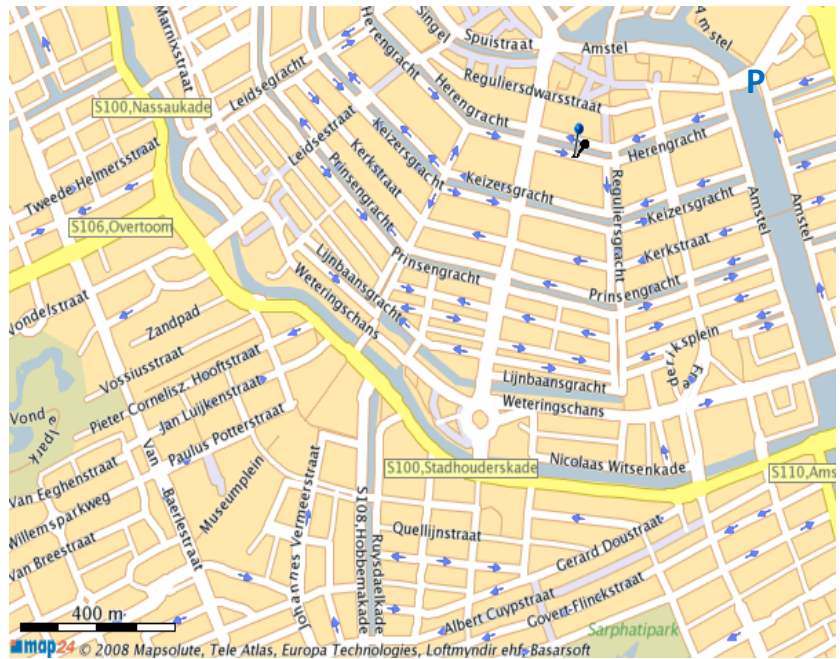 Marnixstraat
Singel
Spuistraat
Amstel
Amstel
P
Herengracht
Leidsegracht
Reguliersdwarsstraat
S100,Nassaukade
Herengracht
Leidsestraat
Keizersgracht
Herengracht
Tweede Helmersstraat
Kerkstraat
Prinsengracht
Keizersgracht
Reguliersgracht
Keizersgracht
Amstel
Amstel
S106,Overtoom
Kerkstraat
Lijnbaansgracht
Prinsengracht
Prinsengracht
Weteringschans
Vondelstraat
Zandpad
Vossiusstraat
Frederiksplein
Pieter Cornelisz. Hooftstraat
Lijnbaansgracht
Weteringschans
Jan Luijkenstraat
Vondelpark
Paulus Potterstraat
Van Baerlestraat
Museumplein
S100,Stadhouderskade
Nicolaas Witsenkade
S110,Ams
Van Eeghenstraat
Willemsparkweg
Van Breestraat
Johannes Vermeerstraat
S108,Hobbemakade
Ruysdaelkade
Quellijnstraat
Gerard Doustraat
Albert Cuypstraat
Govert-Flinckstraat
Sarphatipark
400 m
map24 © 2008 Mapsolute, Tele Atlas, Europa Technologies, Loftmyndir ehf, Basarsoft